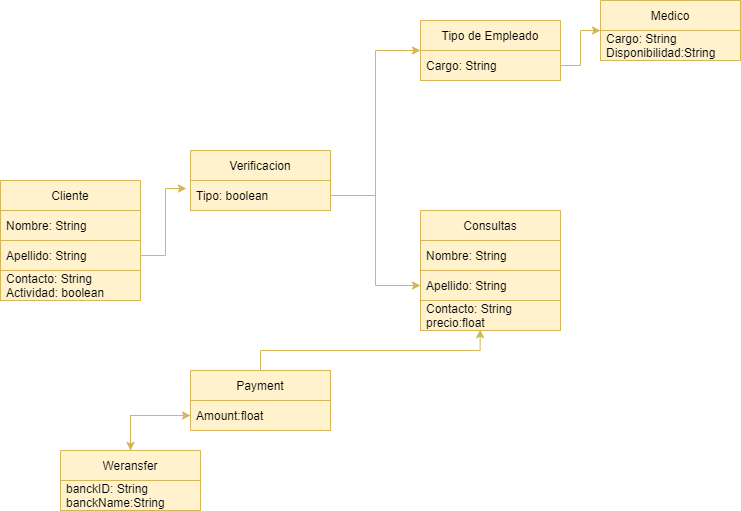 Medico
Cargo: String
Disponibilidad:String
Tipo de Empleado
Cargo: String
Verificacion
Tipo: boolean
Cliente
Nombre: String
Apellido: String
Contacto: String
Actividad: boolean
Consultas
Nombre: String
Apellido: String
Contacto: String
precio:float
Payment
Amount:float
Weransfer
banckID: String
banckName:String